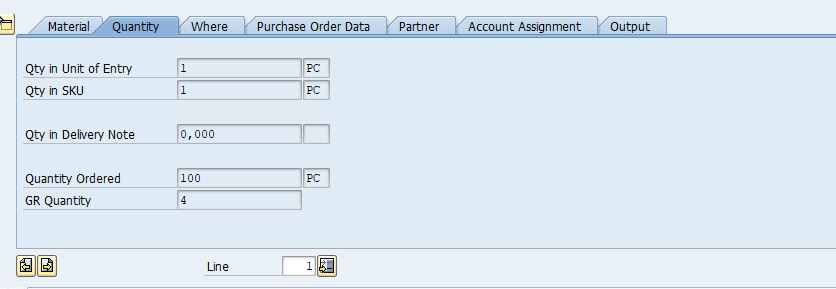 Material Quantity Where Purchase Order Data Partner Account Assignment Output
Qty in Unit of Entry 1 PC
Qty in SKU 1 PC
Qty in Delivery Note 0,000
Quantity Ordered 100 PC
GR Quantity 4
Line 1